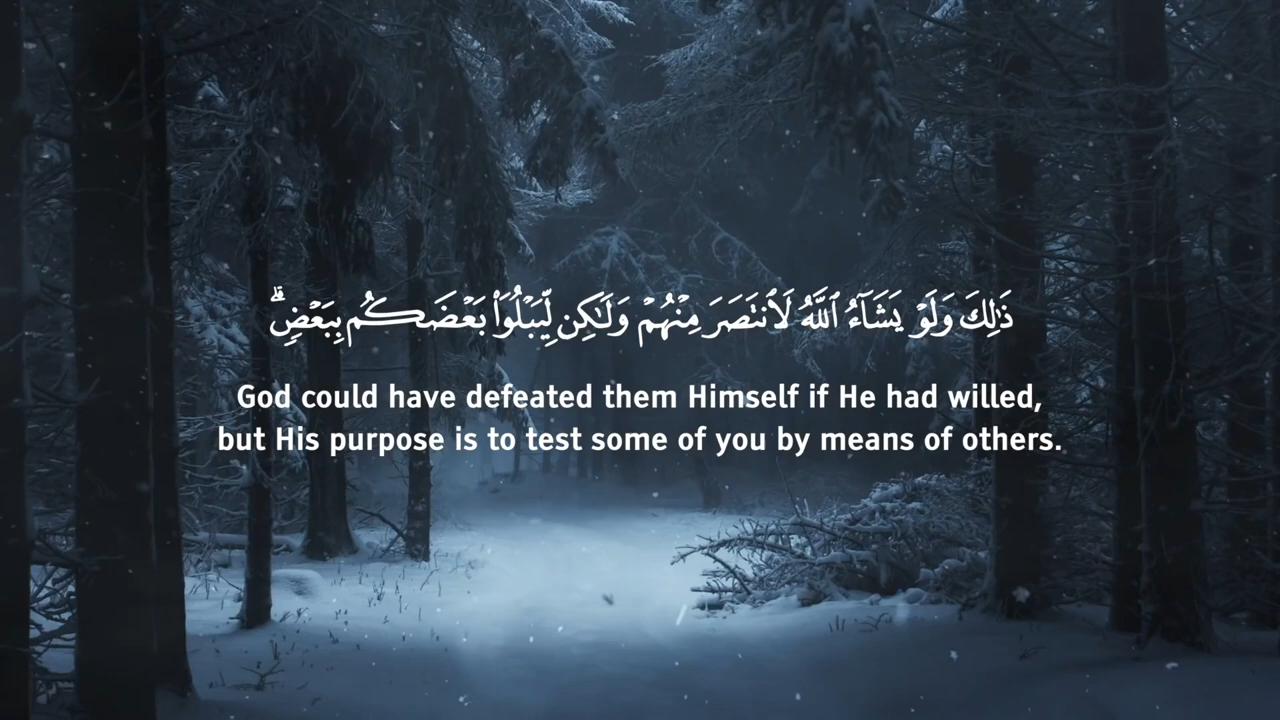 ذَٰلِكَ وَلَوْ يَشَآءُ ٱللَّهُ لَٱنتَصَرَ مِنْهُمْ وَلَـٰكِن لِّيَبْلُوَا۟ بَعْضَكُم بِبَعْضٍۢ ۗ
God could have defeated them Himself if He had willed,
but His purpose is to test some of you by means of others.